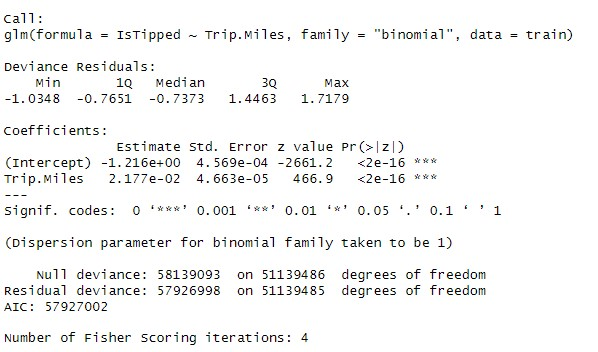 Call:
glm(formula = IsTipped ~ Trip.Miles, family = "binomial", data = train)
Deviance Residuals:
Min 1Q Median 3Q Max
-1.0348 -0.7651 -0.7373 1.4463 1.7179
Coefficients:
Estimate Std. Error z value Pr(>|z|)
(Intercept) -1.216e+00 4.569e-04 -2661.2 <2e-16 ***
Trip.Miles 2.177e-02 4.663e-05 466.9 <2e-16 ***
---
Signif. codes: 0 ‘***’ 0.001 ‘**’ 0.01 ‘*’ 0.05 ‘.’ 0.1 ‘ ’ 1
(Dispersion parameter for binomial family taken to be 1)
Null deviance: 58139093 on 51139486 degrees of freedom
Residual deviance: 57926998 on 51139485 degrees of freedom
AIC: 57927002
Number of Fisher Scoring iterations: 4